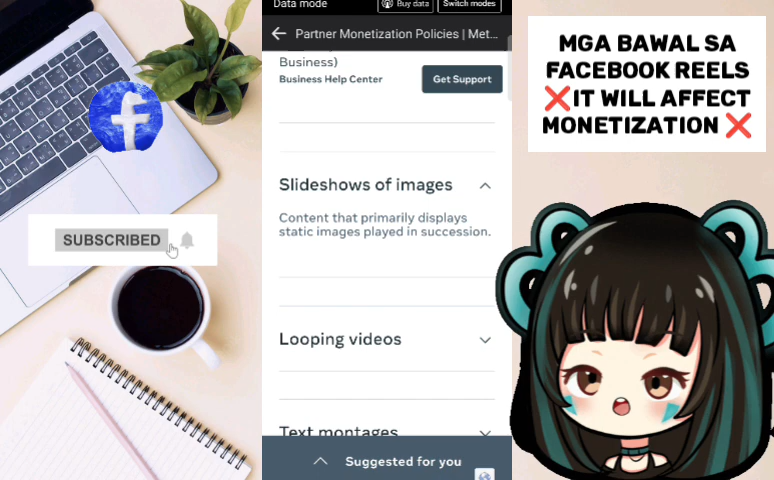 Data mode
Buy data
Switch modes
Partner Monetization Policies | Met...
Business)
Business Help Center
Get Support
Slideshows of images
Content that primarily displays
static images played in succession.
Looping videos
Text montages
Suggested for you
SUBSCRIBED
MGA BAWAL SA
FACEBOOK REELS
❌IT WILL AFFECT
MONETIZATION ❌